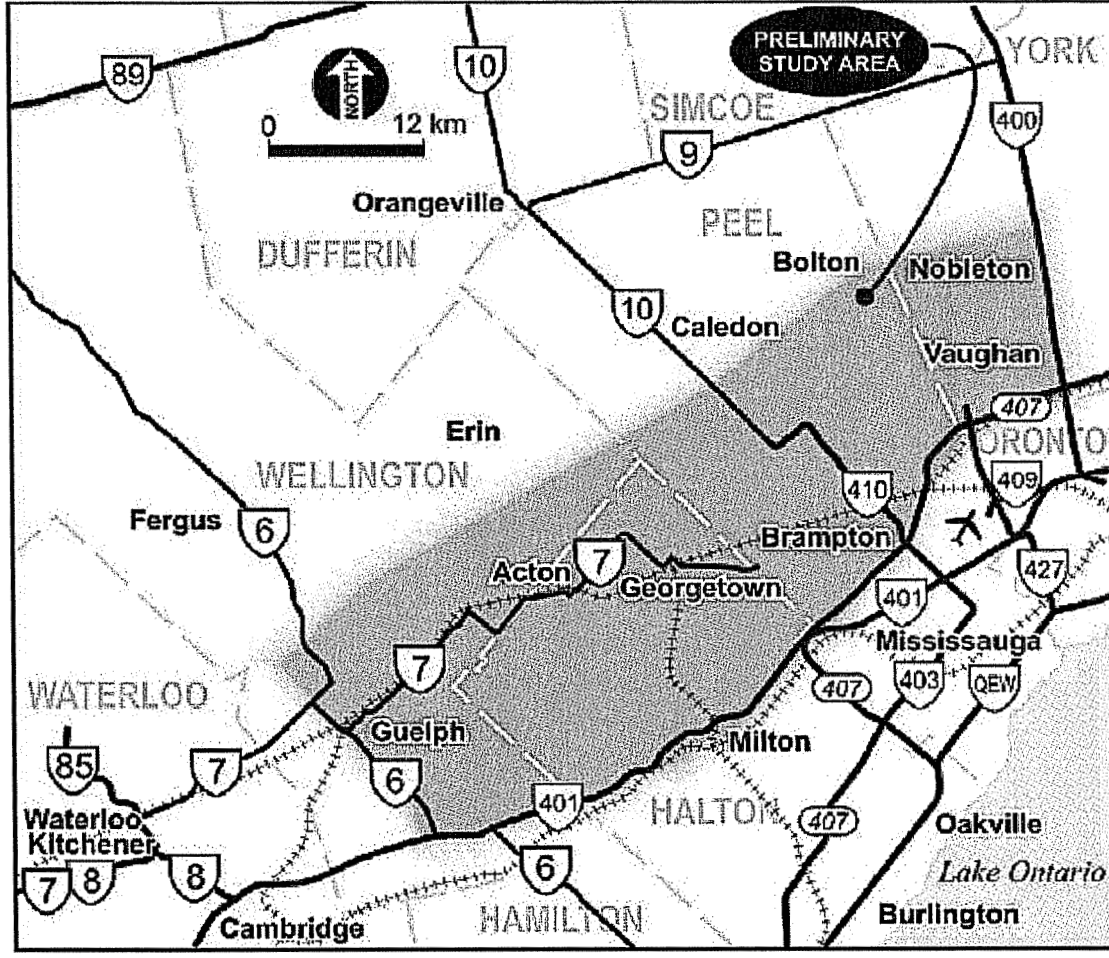 PRELIMINARY
STUDY AREA
YORK
89
10
NORTH
0 12 km
SIMCOE
400
9
Orangeville
PEEL
DUFFERIN
Bolton
Nobleton
10
Caledon
Vaughan
407
Erin
ORONTO
WELLINGTON
409
410
Fergus
6
Brampton
Acton
7
Georgetown
427
401
Mississauga
7
WATERLOO
407
403
QEW
Guelph
Milton
85
7
6
401
HALTON
407
Waterloo
Kitchener
Oakville
7
8
8
6
Lake Ontario
Cambridge
HAMILTON
Burlington